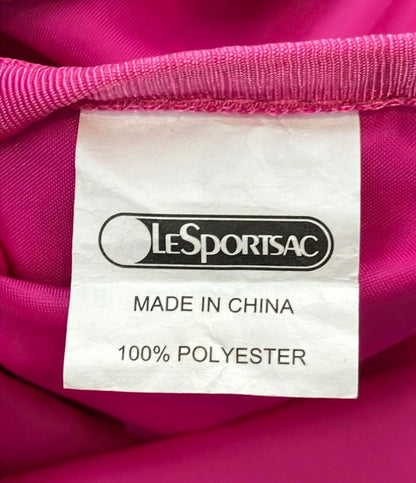 LeSportsac
MADE IN CHINA
100% POLYESTER